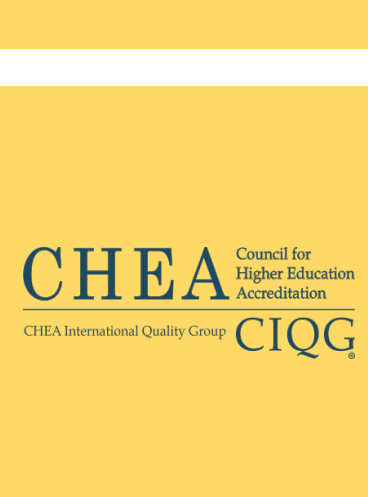 CHEA
Council for
Higher Education
Accreditation
CHEA International Quality Group
CIQG®